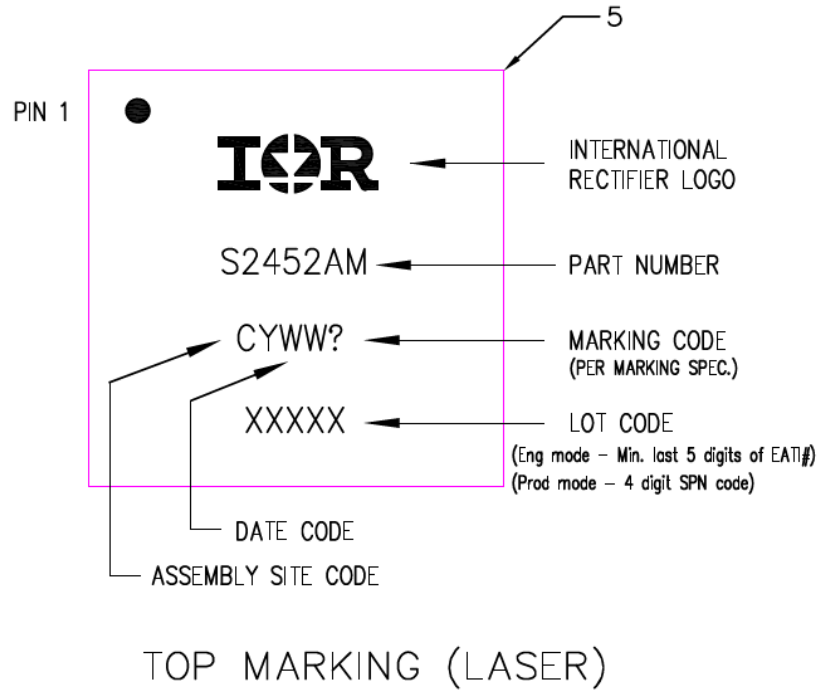 5
PIN 1
IOR
INTERNATIONAL
RECTIFIER LOGO
S2452AM
PART NUMBER
CYWW?
MARKING CODE
(PER MARKING SPEC.)
XXXXX
LOT CODE
(Eng mode – Min. last 5 digits of EATI#)
(Prod mode – 4 digit SPN code)
DATE CODE
ASSEMBLY SITE CODE
TOP MARKING (LASER)